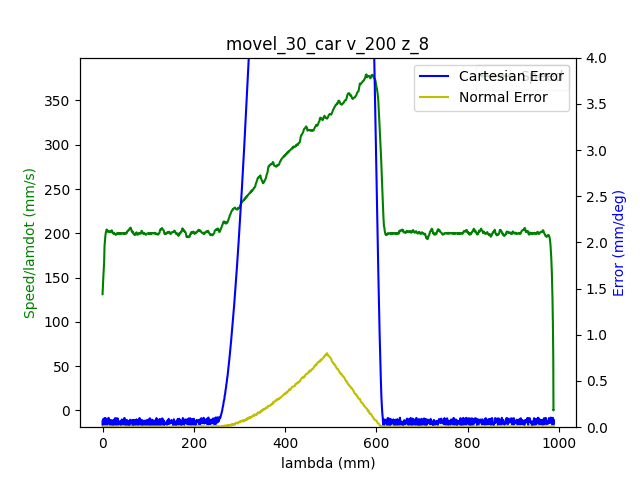 movel_30_car v_200 z_8
Cartesian Error
Normal Error
Speed/lamdot (mm/s)
350
300
250
200
150
100
50
0
4.0
3.5
3.0
2.5
2.0
1.5
1.0
0.5
0.0
Error (mm/deg)
0 200 400 600 800 1000
lambda (mm)